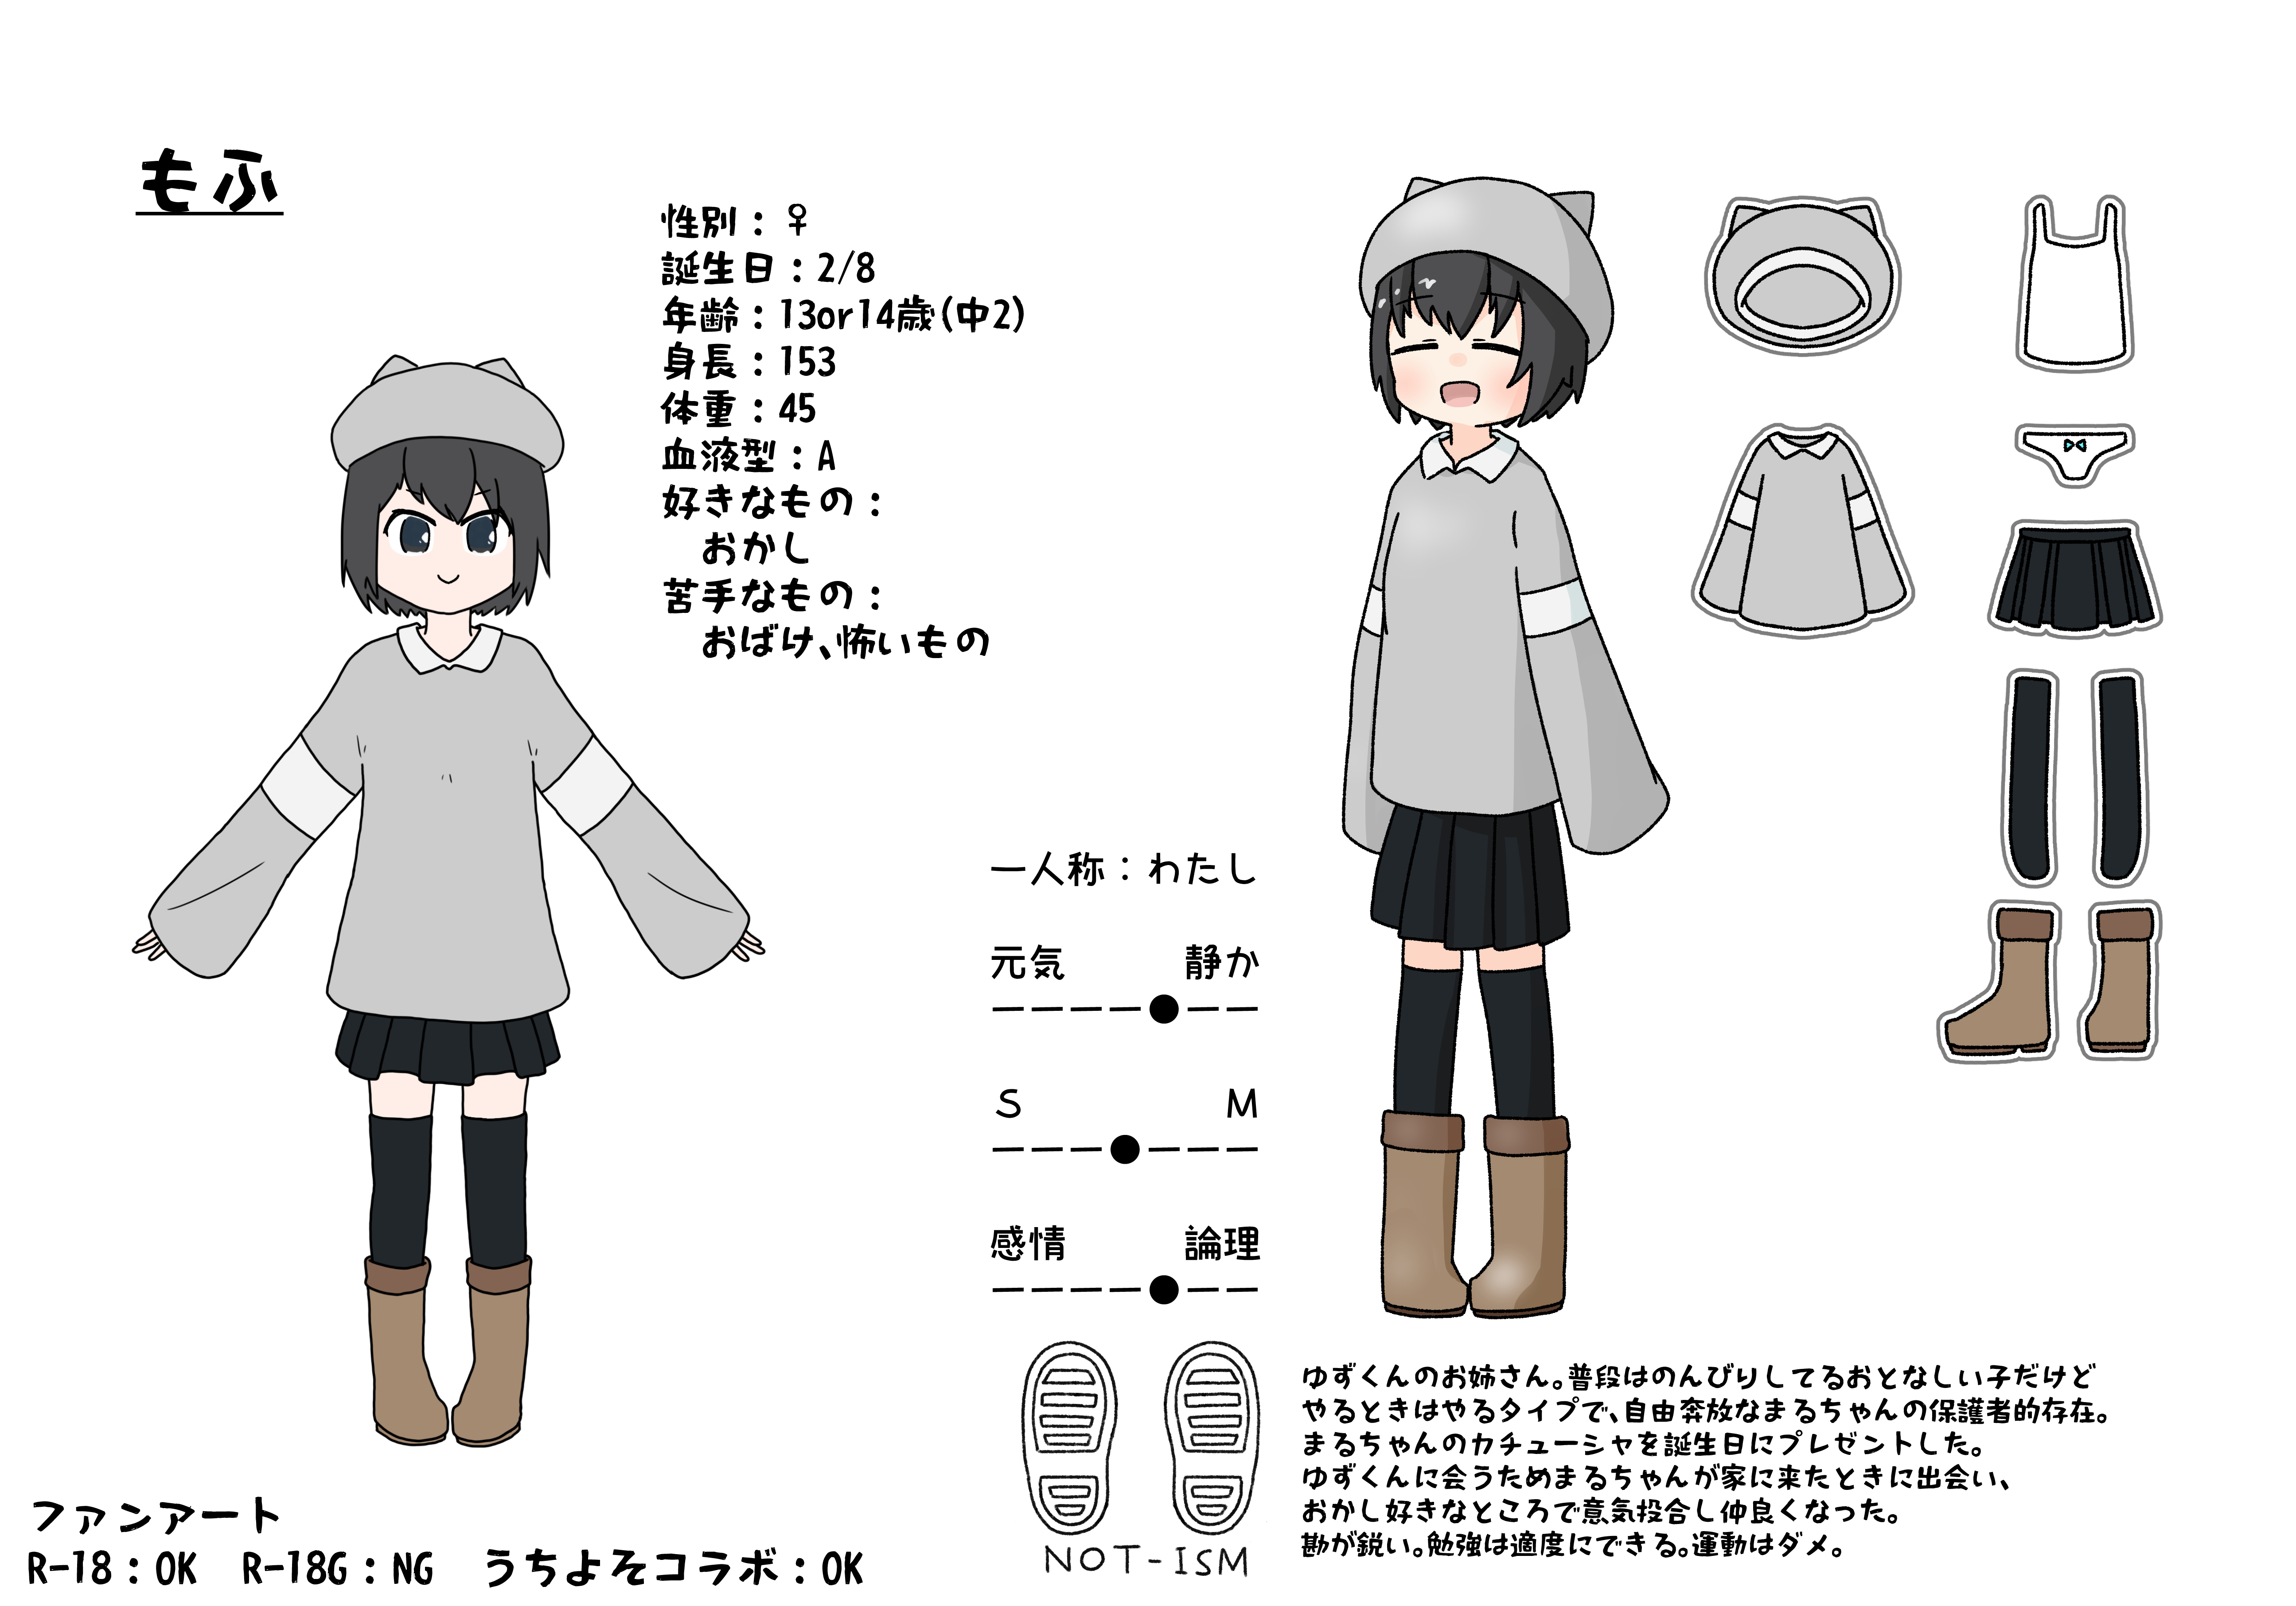 もふ
性別：♀
誕生日：2/8
年齢：13or14歳(中2)
身長：153
体重：45
血液型：A
好きなもの：
おかし
苦手なもの：
おばけ、怖いもの
一人称：わたし
元気 静か
S M
感情 論理
NOT-ISM
ゆずくんのお姉さん。普段はのんびりしてるおとなしい子だけど
やるときはやるタイプで、自由奔放なまるちゃんの保護者的存在。
まるちゃんのカチューシャを誕生日にプレゼントした。
ゆずくんに会うためまるちゃんが家に来たときに出会い、
おかし好きなところで意気投合し仲良くなった。
勘が鋭い。勉強は適度にできる。運動はダメ。
ファンアート
R-18：OK R-18G：NG うちよそコラボ：OK